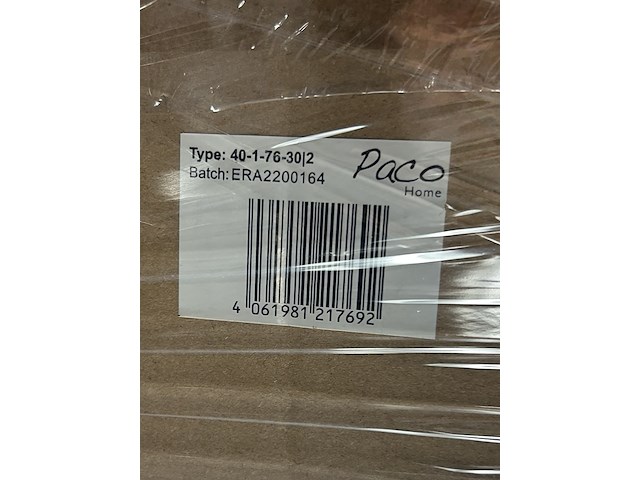 Type: 40-1-76-30|2
Batch: ERA2200164
Paco
Home
4 061981 217692